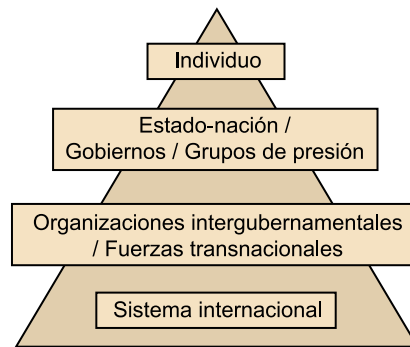 Individuo
Estado-nación /
Gobiernos / Grupos de presión
Organizaciones intergubernamentales
/ Fuerzas transnacionales
Sistema internacional